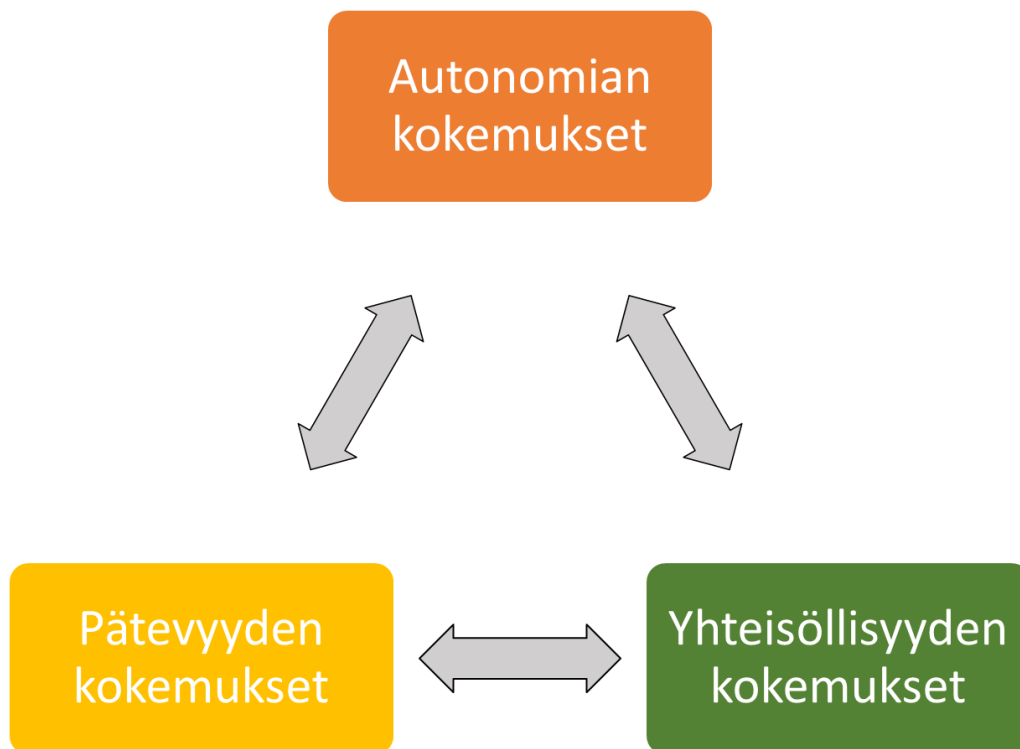 Autonomian
kokemukset
Pätevyyden
kokemukset
Yhteisöllisyyden
kokemukset